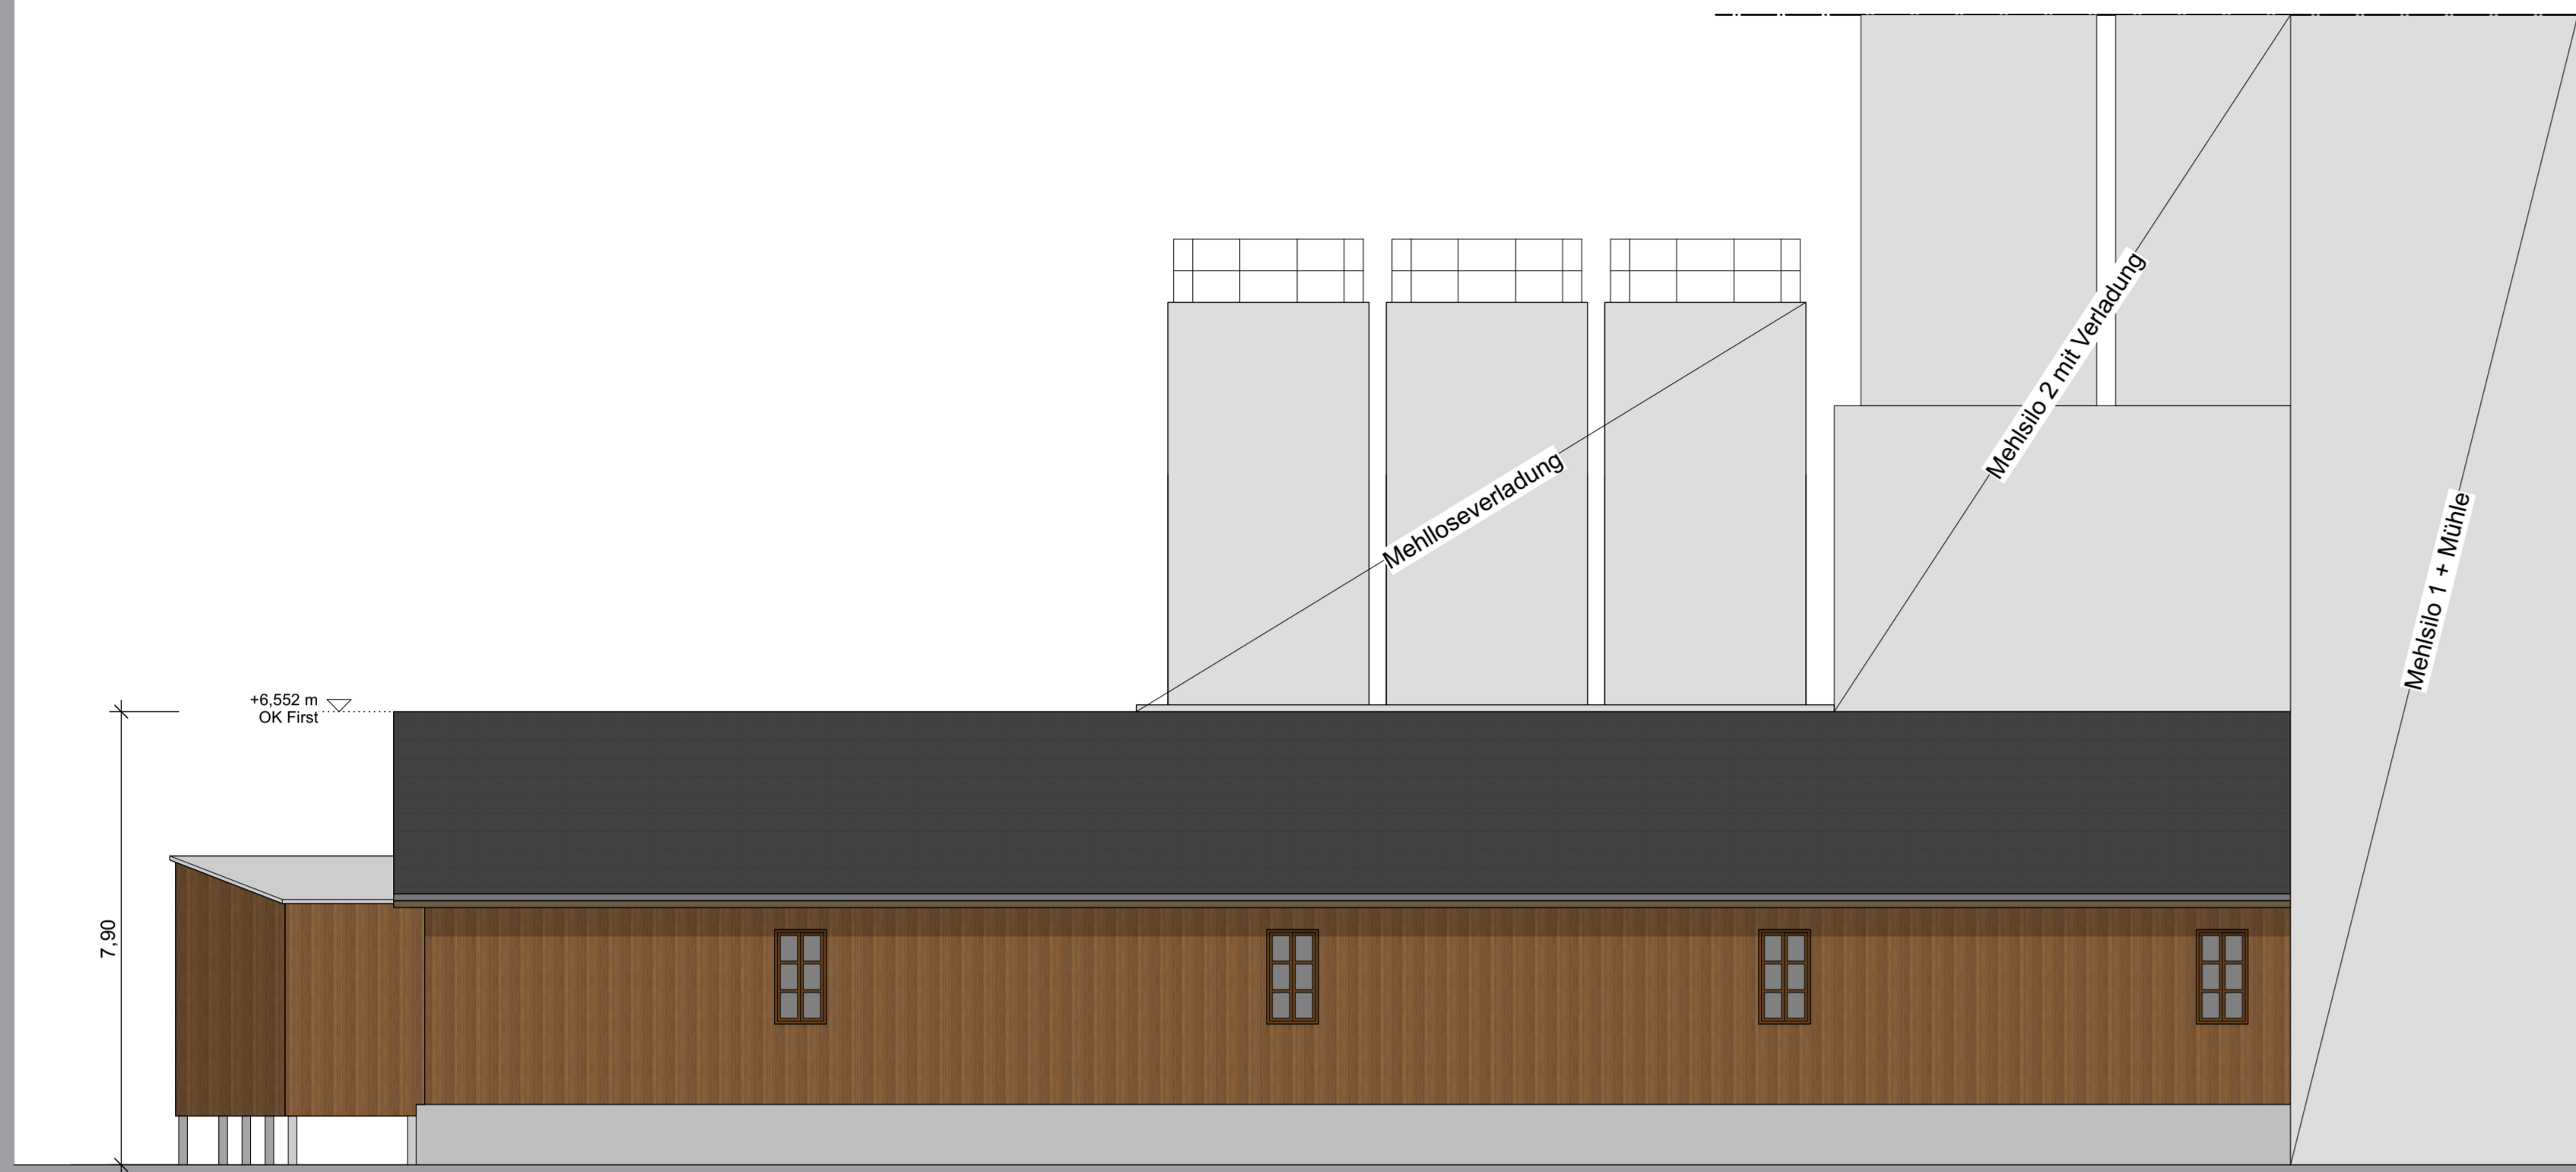 Mehlsilo 2 mit Verladung
Mehlloseverladung
Mehlsilo 1 + Mühle
+6,552 m
OK First
7,90